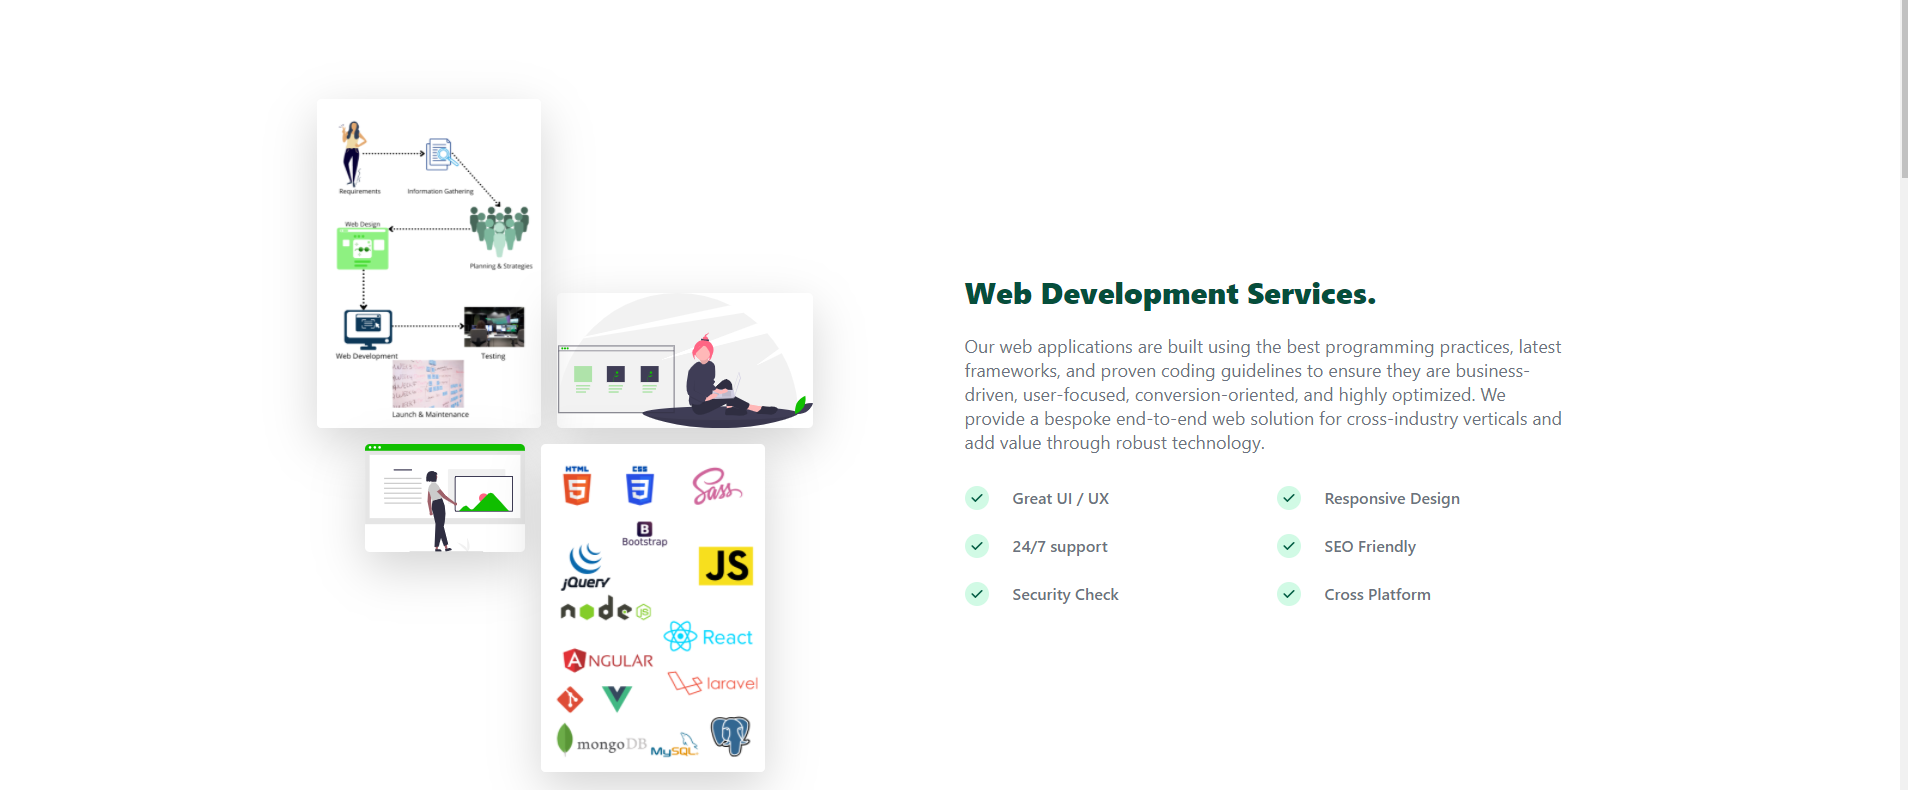 Requirements
Information Gathering
Web Design
Planning & Strategies
Web Development
Testing
Launch & Maintenance
HTML
CSS
Sass
B
Bootstrap
jQuery
JS
node JS
React
ANGULAR
laravel
mongoDB
MySQL
Web Development Services.
Our web applications are built using the best programming practices, latest
frameworks, and proven coding guidelines to ensure they are business-
driven, user-focused, conversion-oriented, and highly optimized. We
provide a bespoke end-to-end web solution for cross-industry verticals and
add value through robust technology.
Great UI / UX
Responsive Design
24/7 support
SEO Friendly
Security Check
Cross Platform